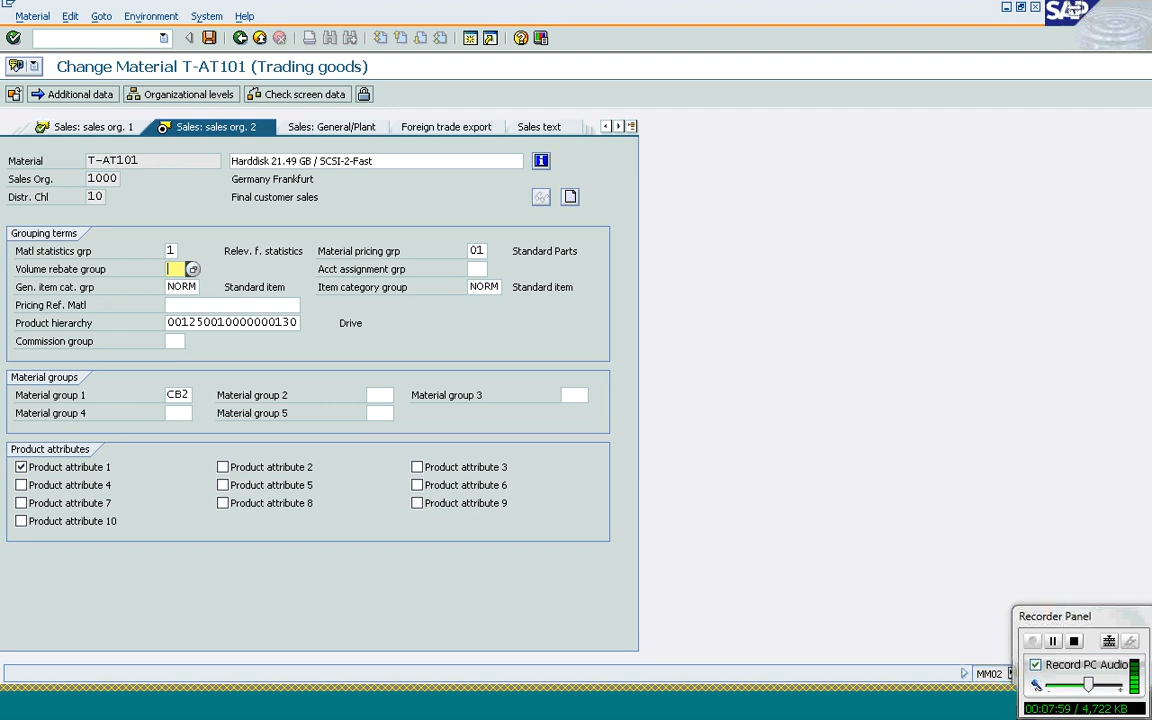 Material Edit Goto Environment System Help
SAP
Change Material T-AT101 (Trading goods)
Additional data Organizational levels Check screen data
Sales: sales org. 1 Sales: sales org. 2 Sales: General/Plant Foreign trade export Sales text
Material T-AT101 Harddisk 21.49 GB / SCSI-2-Fast
Sales Org. 1000 Germany Frankfurt
Distr. Chl 10 Final customer sales
Grouping terms
Matl statistics grp 1 Relev. f. statistics Material pricing grp 01 Standard Parts
Volume rebate group Acct assignment grp
Gen. item cat. grp NORM Standard item Item category group NORM Standard item
Pricing Ref. Matl
Product hierarchy 001250010000000130 Drive
Commission group
Material groups
Material group 1 CB2 Material group 2 Material group 3
Material group 4 Material group 5
Product attributes
Product attribute 1 Product attribute 2 Product attribute 3
Product attribute 4 Product attribute 5 Product attribute 6
Product attribute 7 Product attribute 8 Product attribute 9
Product attribute 10
Recorder Panel
Record PC Audio
MM02
00:07:59 / 4,722 KB